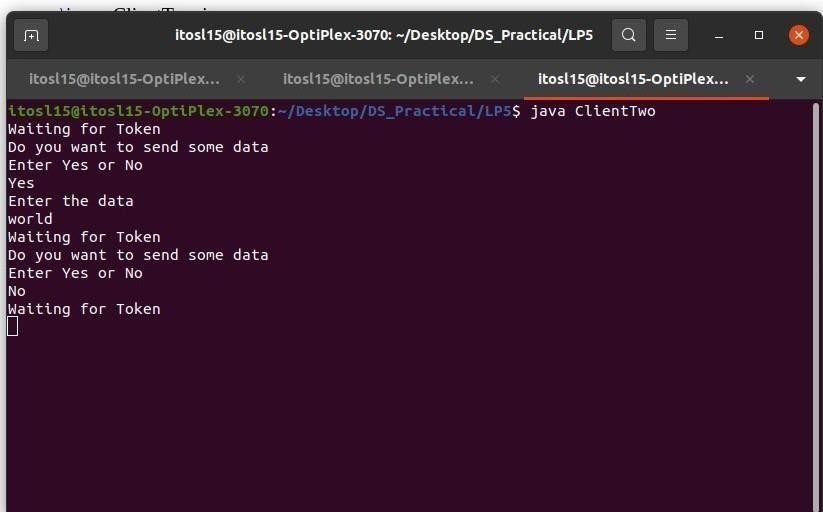 itosl15@itosl15-OptiPlex-3070: ~/Desktop/DS_Practical/LP5
itosl15@itosl15-OptiPlex... itosl15@itosl15-OptiPlex... itosl15@itosl15-OptiPlex...
itosl15@itosl15-OptiPlex-3070:~/Desktop/DS_Practical/LP5$ java ClientTwo
Waiting for Token
Do you want to send some data
Enter Yes or No
Yes
Enter the data
world
Waiting for Token
Do you want to send some data
Enter Yes or No
No
Waiting for Token